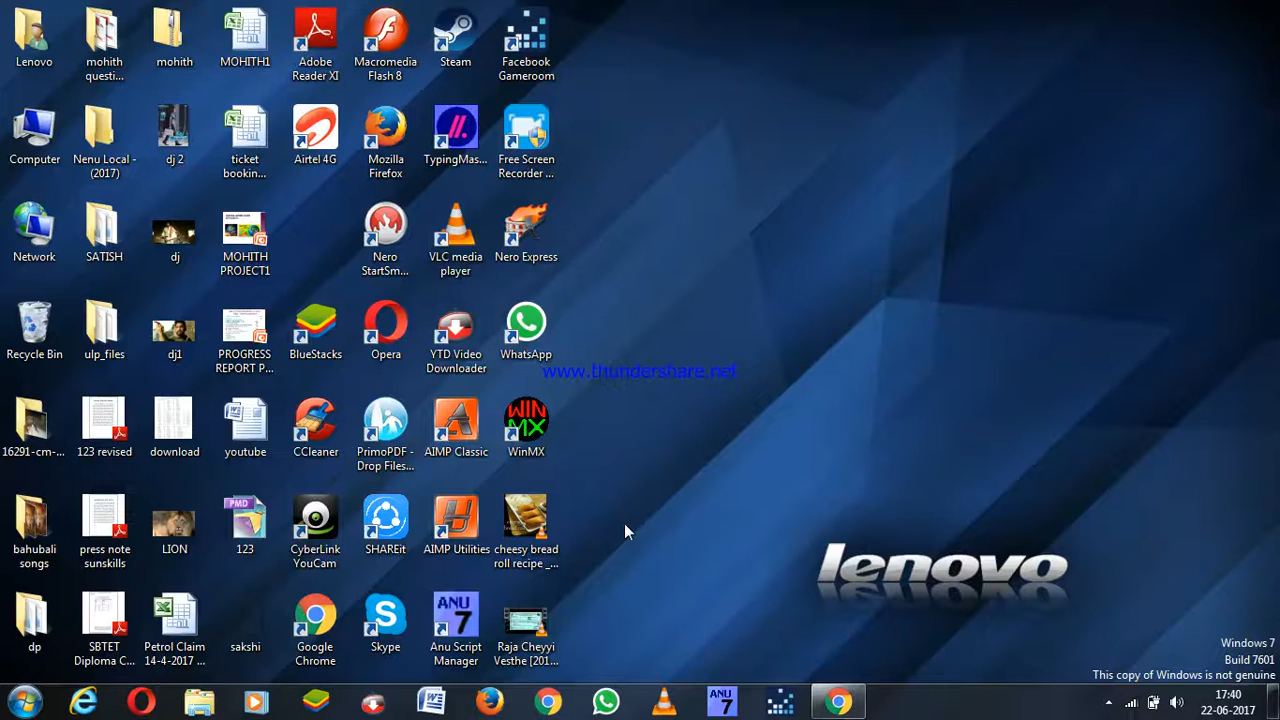 Lenovo
mohith
questi...
mohith
MOHITH1
Adobe
Reader XI
Macromedia
Flash 8
Steam
Facebook
Gameroom
Computer
Nenu Local -
(2017)
dj 2
ticket
bookin...
Airtel 4G
Mozilla
Firefox
TypingMas...
Free Screen
Recorder ...
Network
SATISH
dj
MOHITH
PROJECT1
Nero
StartSm...
VLC media
player
Nero Express
Recycle Bin
ulp_files
dj1
PROGRESS
REPORT P...
BlueStacks
Opera
YTD Video
Downloader
WhatsApp
www.thundershare.net
WIN
MX
16291-cm-...
123 revised
download
youtube
CCleaner
PrimoPDF -
Drop Files...
AIMP Classic
WinMX
PMD
bahubali
songs
press note
sunskills
LION
123
CyberLink
YouCam
SHAREit
AIMP Utilities
cheesy bread
roll recipe _...
lenovo
ANU
7
dp
SBTET
Diploma C...
Petrol Claim
14-4-2017 ...
sakshi
Google
Chrome
Skype
Anu Script
Manager
Raja Cheyyi
Vesthe [201...
Windows 7
Build 7601
This copy of Windows is not genuine
ANU
7
17:40
22-06-2017